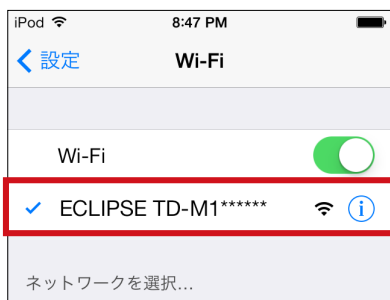 iPod 8:47 PM
設定 Wi-Fi
Wi-Fi
ECLIPSE TD-M1******
ネットワークを選択...